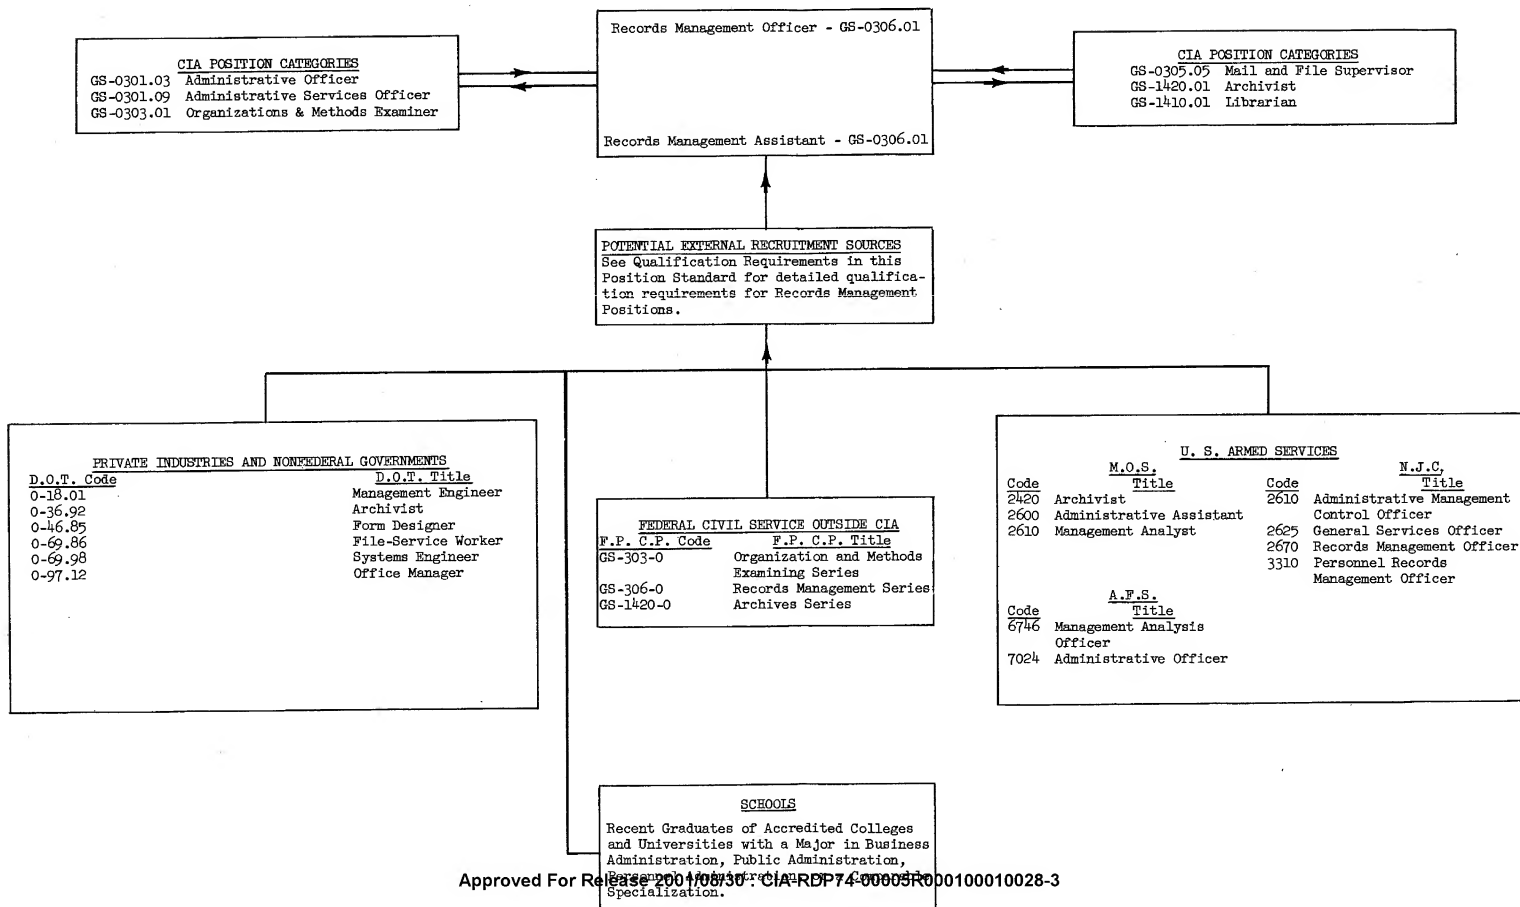 Records Management Officer - GS-0306.01
Records Management Assistant - GS-0306.01
CIA POSITION CATEGORIES
GS-0301.03 Administrative Officer
GS-0301.09 Administrative Services Officer
GS-0303.01 Organizations & Methods Examiner
CIA POSITION CATEGORIES
GS-0305.05 Mail and File Supervisor
GS-1420.01 Archivist
GS-1410.01 Librarian
POTENTIAL EXTERNAL RECRUITMENT SOURCES
See Qualification Requirements in this
Position Standard for detailed qualifica-
tion requirements for Records Management
Positions.
PRIVATE INDUSTRIES AND NONFEDERAL GOVERNMENTS
D.O.T. Code D.O.T. Title
0-18.01 Management Engineer
0-36.92 Archivist
0-46.85 Form Designer
0-69.86 File-Service Worker
0-69.98 Systems Engineer
0-97.12 Office Manager
FEDERAL CIVIL SERVICE OUTSIDE CIA
F.P. C.P. Code F.P. C.P. Title
GS-303-0 Organization and Methods
Examining Series
GS-306-0 Records Management Series
GS-1420-0 Archives Series
U. S. ARMED SERVICES
M.O.S.
Code Title
2420 Archivist
2600 Administrative Assistant
2610 Management Analyst
N.J.C.
Code Title
2610 Administrative Management
Control Officer
2625 General Services Officer
2670 Records Management Officer
3310 Personnel Records
Management Officer
A.F.S.
Code Title
6746 Management Analysis
Officer
7024 Administrative Officer
SCHOOLS
Recent Graduates of Accredited Colleges
and Universities with a Major in Business
Administration, Public Administration,
Personnel Administration
Specialization.
Approved For Release 2001/08/30 : CIA-RDP74-00005R000100010028-3